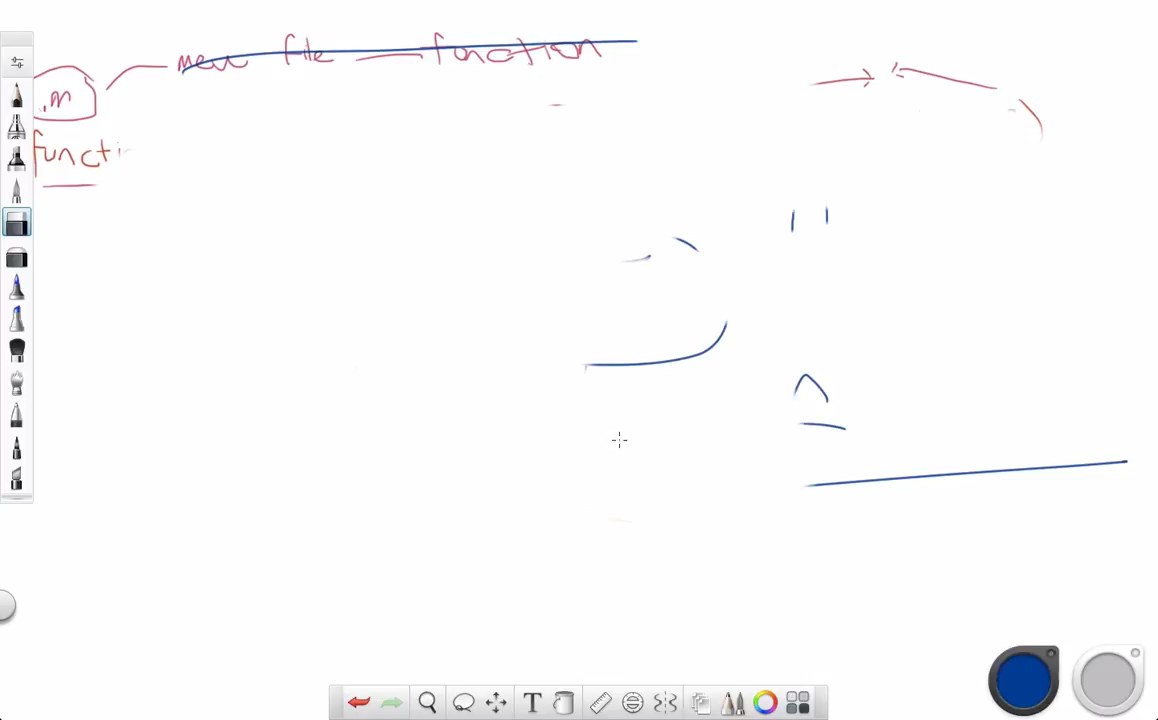 new file — function
.m
functi
T